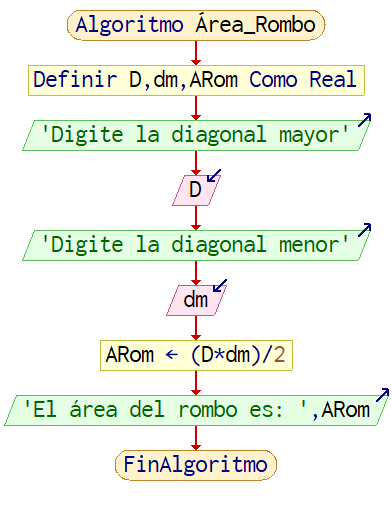 Algoritmo Área_Rombo
Definir D,dm,ARom Como Real
'Digite la diagonal mayor'
D
'Digite la diagonal menor'
dm
ARom ← (D*dm)/2
'El área del rombo es: ',ARom
FinAlgoritmo